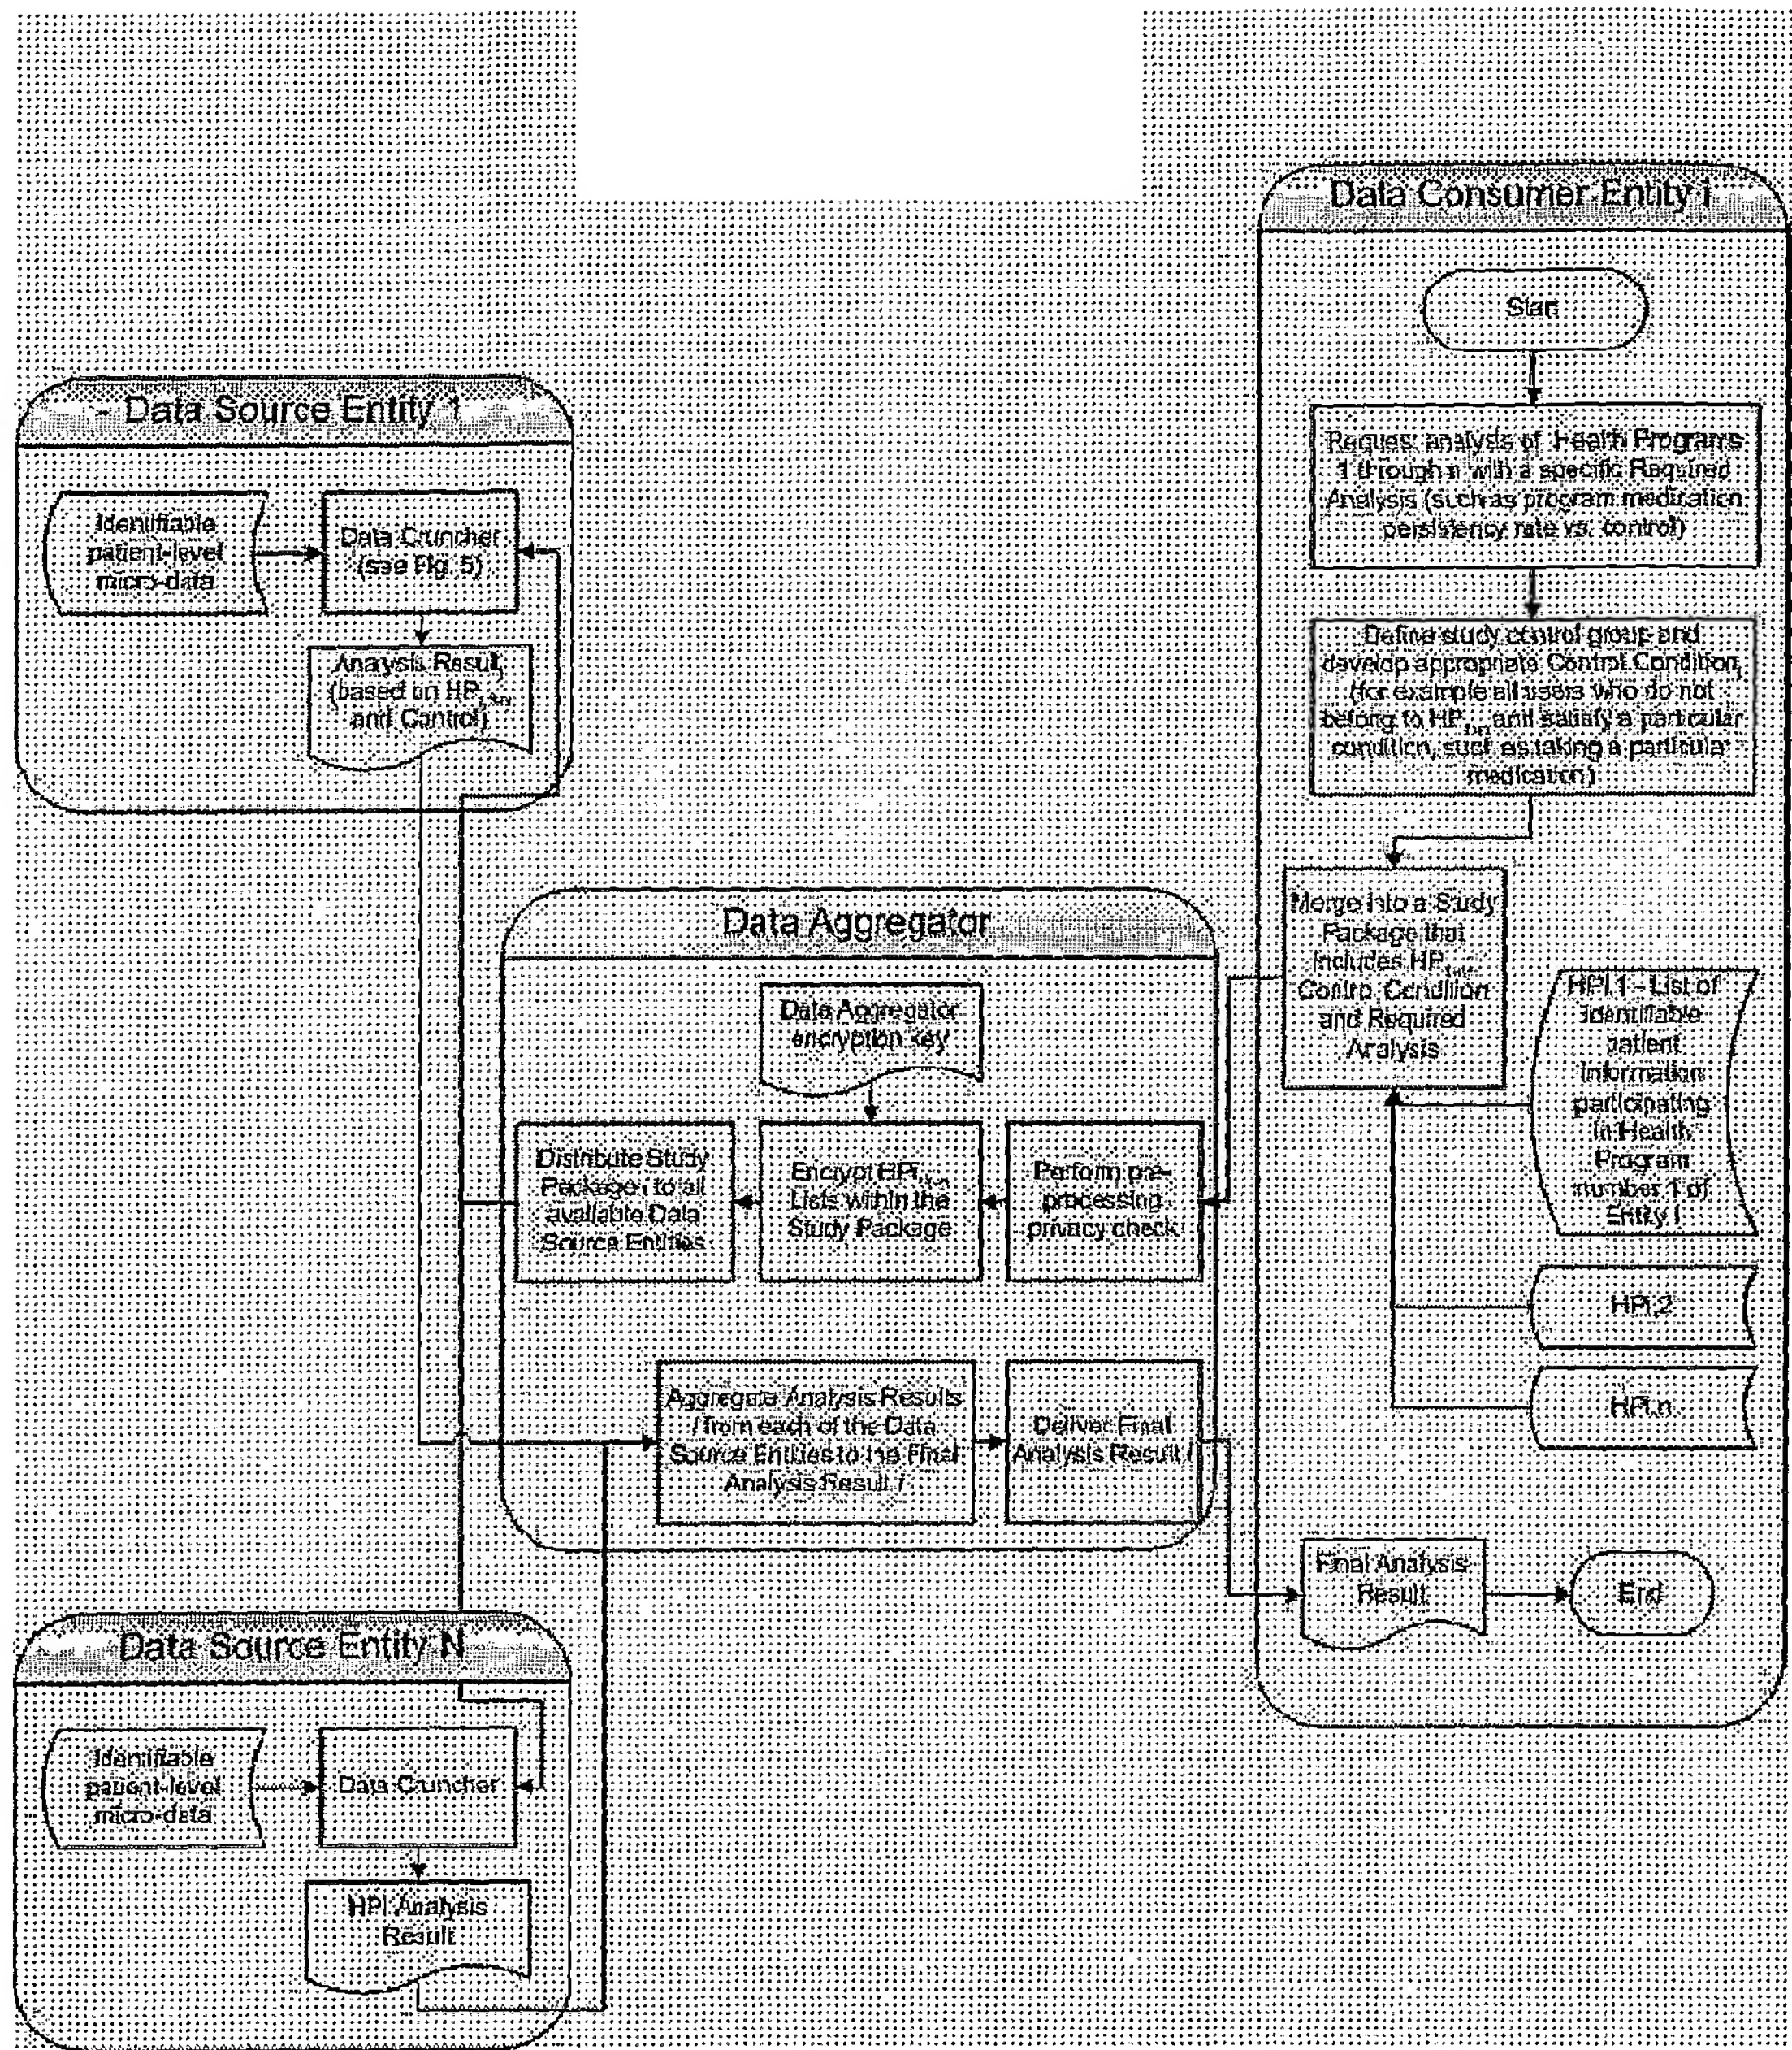 Data Consumer Entity i
Start
Request analysis of Health Programs
1 through n with a specific Required
Analysis (such as program medication
persistency rate vs. control)
Define study control group and
develop appropriate Control Condition
(for example all users who do not
belong to HP and satisfy a particular
condition, such as taking a particular
medication)
Merge into a Study
Package that
includes HP
Control Condition
and Required
Analysis
HPi.1 - List of
identifiable
patient
information
participating
in Health
Program
number 1 of
Entity i
HPi.2
HPi.n
Final Analysis
Result
End
Data Source Entity 1
Identifiable
patient-level
micro-data
Data Cruncher
(see Fig. 5)
Anaysis Result
(based on HP
and Control)
Data Aggregator
Data Aggregator
encryption key
Distribute Study
Package i to all
available Data
Source Entities
Encrypt HPi
Lists within the
Study Package
Perform pre-
processing
privacy check
Aggregate Analysis Results
i from each of the Data
Source Entities to the Final
Analysis Result i
Deliver Final
Analysis Result i
Data Source Entity N
Identifiable
patient-level
micro-data
Data Cruncher
HPi Analysis
Result